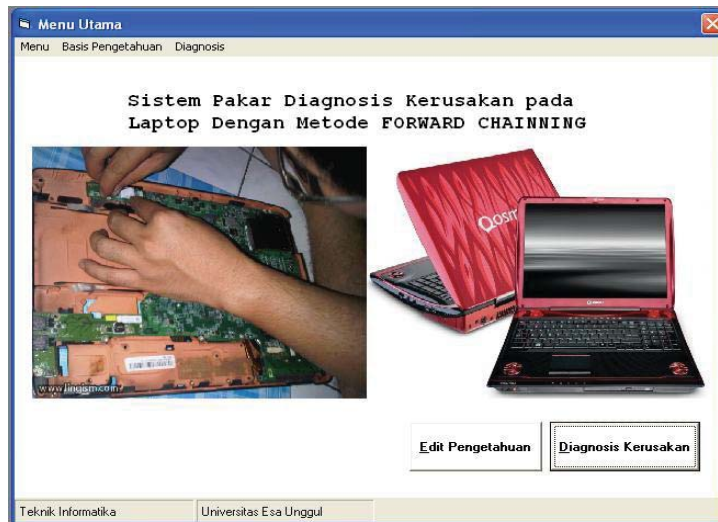 Menu Utama
Menu Basis Pengetahuan Diagnosis
Sistem Pakar Diagnosis Kerusakan pada
Laptop Dengan Metode FORWARD CHAINNING
Qosm
www.lingism.com
Edit Pengetahuan Diagnosis Kerusakan
Teknik Informatika Universitas Esa Unggul